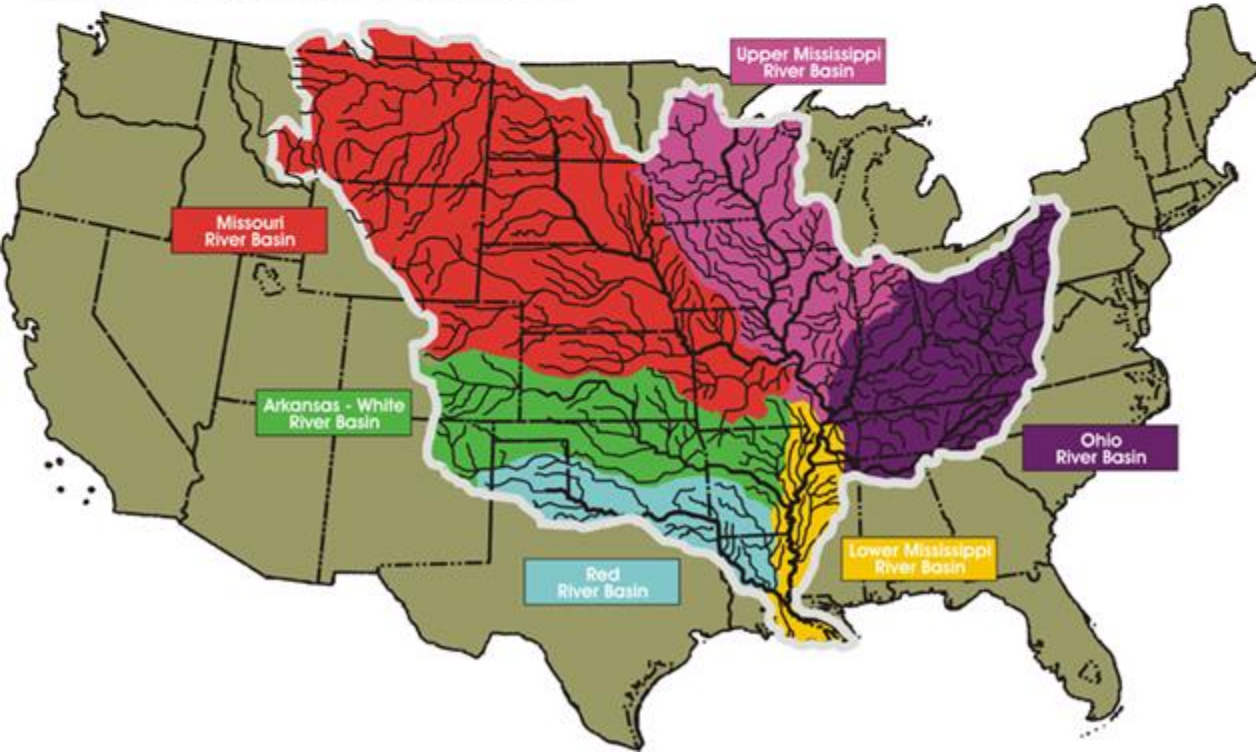 Upper Mississippi
River Basin
Missouri
River Basin
Arkansas - White
River Basin
Ohio
River Basin
Lower Mississippi
River Basin
Red
River Basin